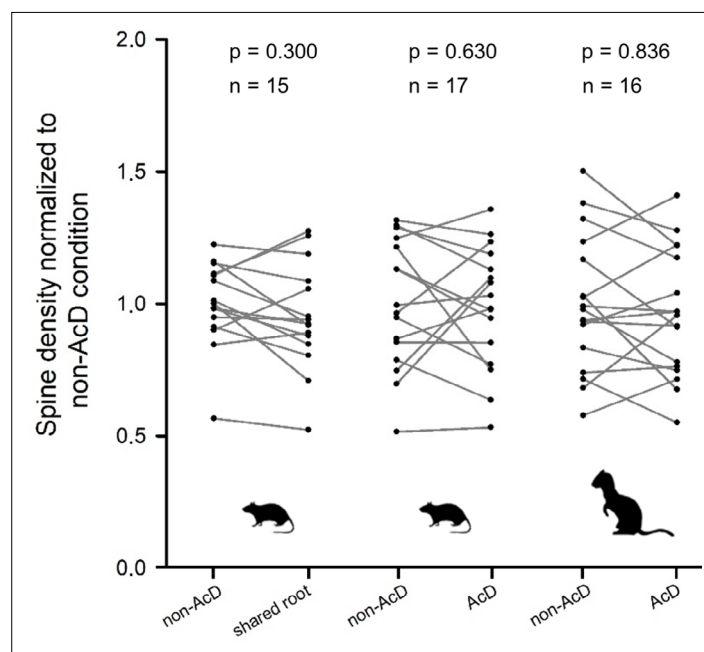 Spine density normalized to
non-AcD condition
2.0
1.5
1.0
0.5
0.0
p = 0.300
n = 15
p = 0.630
n = 17
p = 0.836
n = 16
non-AcD
shared root
non-AcD
AcD
non-AcD
AcD